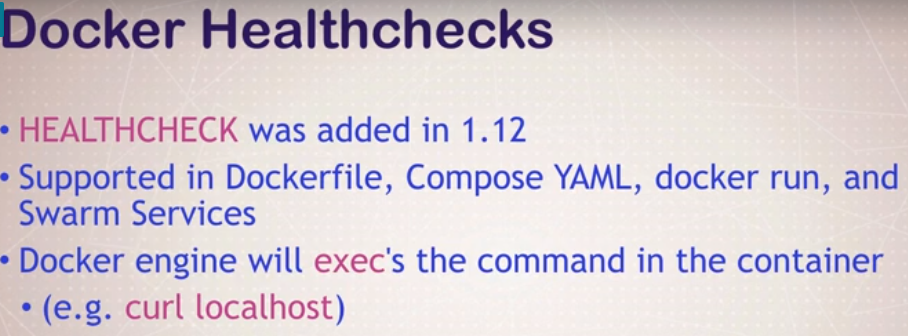 Docker Healthchecks
• HEALTHCHECK was added in 1.12
• Supported in Dockerfile, Compose YAML, docker run, and
Swarm Services
• Docker engine will exec's the command in the container
• (e.g. curl localhost)